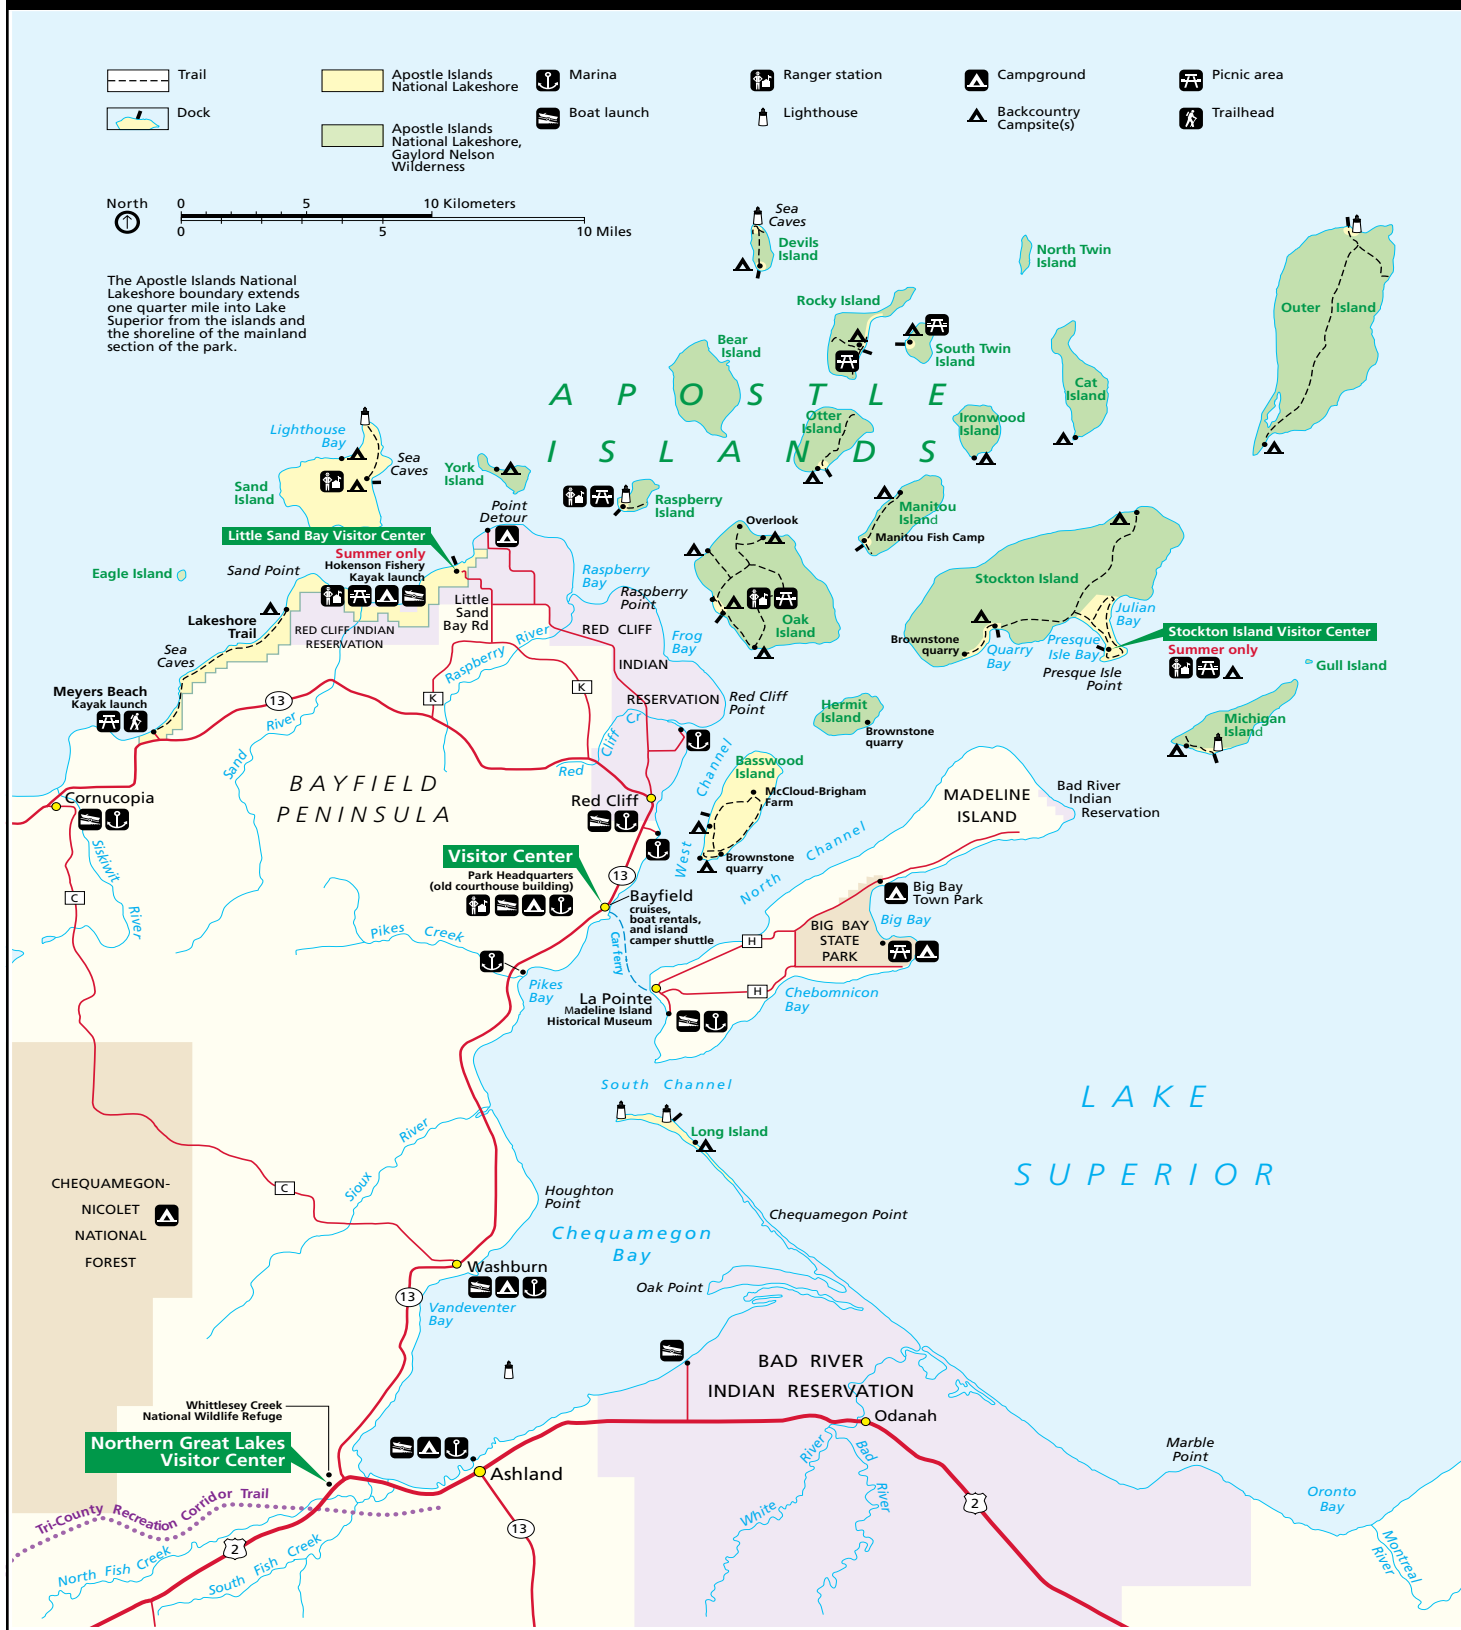 Trail
Dock
Apostle Islands
National Lakeshore
Apostle Islands
National Lakeshore,
Gaylord Nelson
Wilderness
Marina
Boat launch
Ranger station
Lighthouse
Campground
Backcountry
Campsite(s)
Picnic area
Trailhead
North
0 5 10 Kilometers
0 5 10 Miles
The Apostle Islands National
Lakeshore boundary extends
one quarter mile into Lake
Superior from the islands and
the shoreline of the mainland
section of the park.
Sea
Caves
Devils
Island
North Twin
Island
Rocky Island
Outer Island
Bear
Island
South Twin
Island
Cat
Island
APOSTLE
ISLANDS
Otter
Island
Ironwood
Island
Lighthouse
Bay
Sea
Caves
Sand
Island
York
Island
Raspberry
Island
Manitou
Island
Manitou Fish Camp
Point
Detour
Overlook
Little Sand Bay Visitor Center
Summer only
Hokenson Fishery
Kayak launch
Eagle Island
Sand Point
Raspberry
Bay
Raspberry
Point
Stockton Island
Lakeshore
Trail
RED CLIFF INDIAN
RESERVATION
Little
Sand
Bay Rd
Raspberry River
RED CLIFF
INDIAN
RESERVATION
Frog
Bay
Oak
Island
Brownstone
quarry
Quarry
Bay
Presque
Isle Bay
Julian
Bay
Stockton Island Visitor Center
Summer only
Presque Isle
Point
Gull Island
Sea
Caves
Meyers Beach
Kayak launch
13
K
K
Red Cliff
Point
Hermit
Island
Brownstone
quarry
Michigan
Island
Sand River
Red Cliff Cr
BAYFIELD
PENINSULA
West Channel
Basswood
Island
McCloud-Brigham
Farm
Brownstone
quarry
North Channel
MADELINE
ISLAND
Bad River
Indian
Reservation
Cornucopia
Siskiwit River
C
Red Cliff
Visitor Center
Park Headquarters
(old courthouse building)
13
Bayfield
cruises,
boat rentals,
and island
camper shuttle
Car ferry
Big Bay
Town Park
Big Bay
BIG BAY
STATE
PARK
H
H
Pikes Creek
Pikes
Bay
La Pointe
Madeline Island
Historical Museum
Chebomnicon
Bay
South Channel
Long Island
LAKE
SUPERIOR
CHEQUAMEGON-
NICOLET
NATIONAL
FOREST
Sioux River
C
Houghton
Point
Chequamegon
Bay
Chequamegon Point
Washburn
13
Vandeventer
Bay
Oak Point
BAD RIVER
INDIAN RESERVATION
Odanah
Whittlesey Creek
National Wildlife Refuge
Northern Great Lakes
Visitor Center
Ashland
White River
Bad River
Marble
Point
Oronto
Bay
Montreal
River
Tri-County Recreation Corridor Trail
2
13
2
North Fish Creek
South Fish Creek